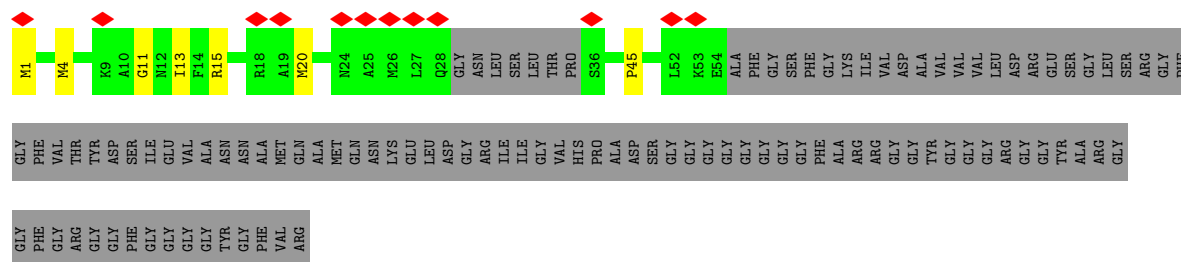 M1 M4 K9 A10 G11 N12 I13 F14 R15 R18 A19 M20 N24 A25 M26 L27 Q28 GLY ASN LEU SER LEU THR PRO S36 P45 L52 K53 E54 ALA PHE GLY SER PHE GLY LYS ILE VAL ASP ALA VAL VAL VAL LEU ASP ARG GLU SER GLY LEU SER ARG GLY PHE
GLY PHE VAL THR TYR ASP SER ILE GLU VAL ALA ASN ASN ALA MET GLN ALA MET GLN ASN LYS GLU LEU ASP GLY ARG ILE ILE GLY VAL HIS PRO ALA ASP SER GLY GLY GLY GLY GLY GLY GLY GLY PHE ALA ARG ARG GLY GLY TYR GLY GLY GLY ARG GLY GLY TYR ALA ARG GLY
GLY PHE GLY ARG GLY GLY PHE GLY GLY GLY GLY TYR GLY PHE VAL ARG